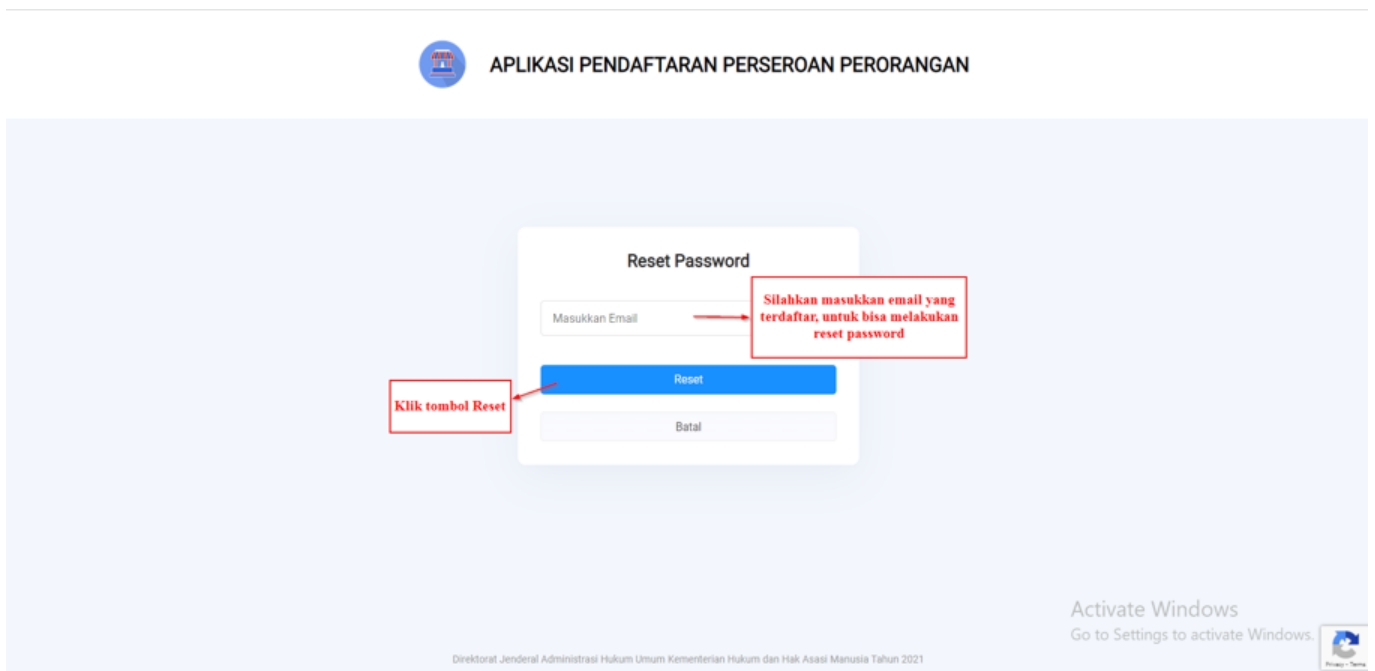 APLIKASI PENDAFTARAN PERSEROAN PERORANGAN
Reset Password
Masukkan Email
Silahkan masukkan email yang
terdaftar, untuk bisa melakukan
reset password
Reset
Klik tombol Reset
Batal
Activate Windows
Go to Settings to activate Windows.
Direktorat Jenderal Administrasi Hukum Umum Kementerian Hukum dan Hak Asasi Manusia Tahun 2021
Privacy - Terms